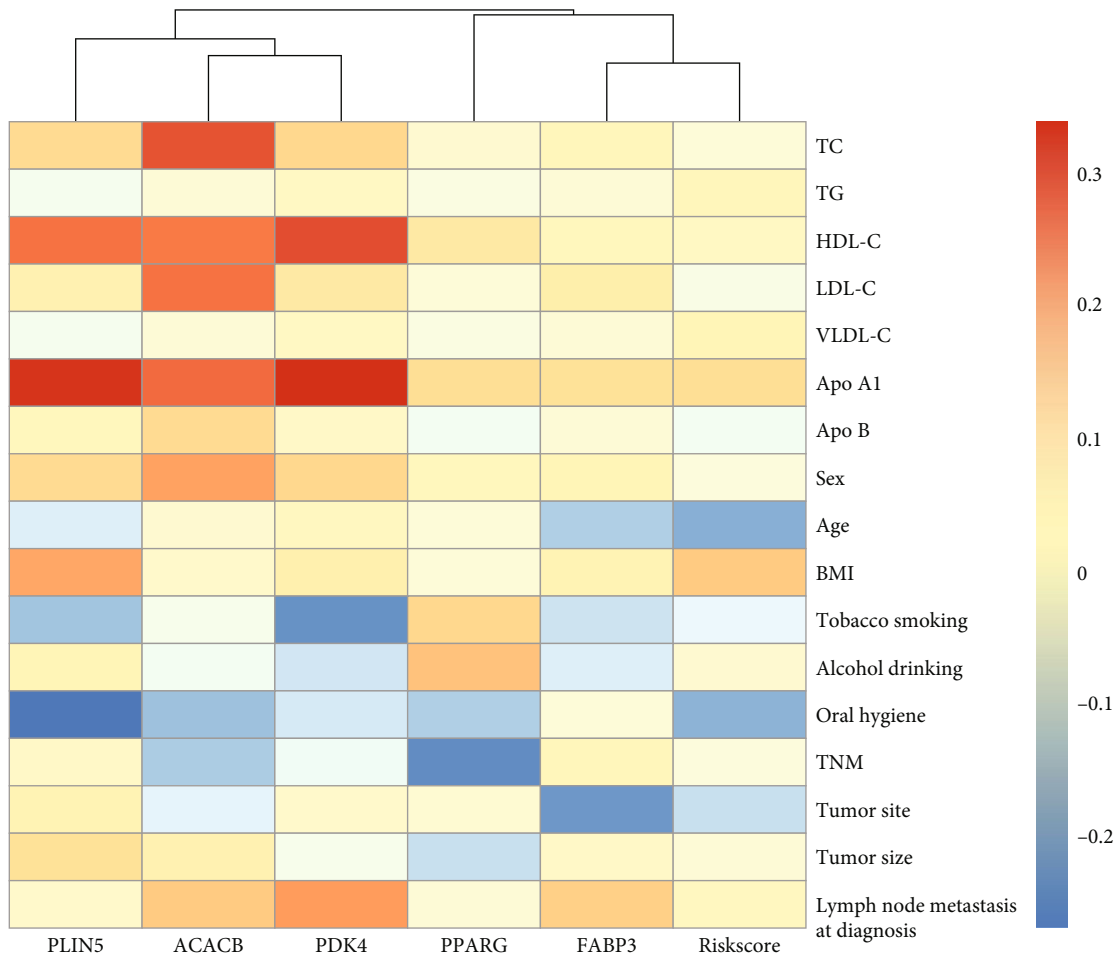 TC
TG
HDL-C
LDL-C
VLDL-C
Apo A1
Apo B
Sex
Age
BMI
Tobacco smoking
Alcohol drinking
Oral hygiene
TNM
Tumor site
Tumor size
Lymph node metastasis
at diagnosis
PLIN5 ACACB PDK4 PPARG FABP3 Riskscore
0.3
0.2
0.1
0
–0.1
–0.2